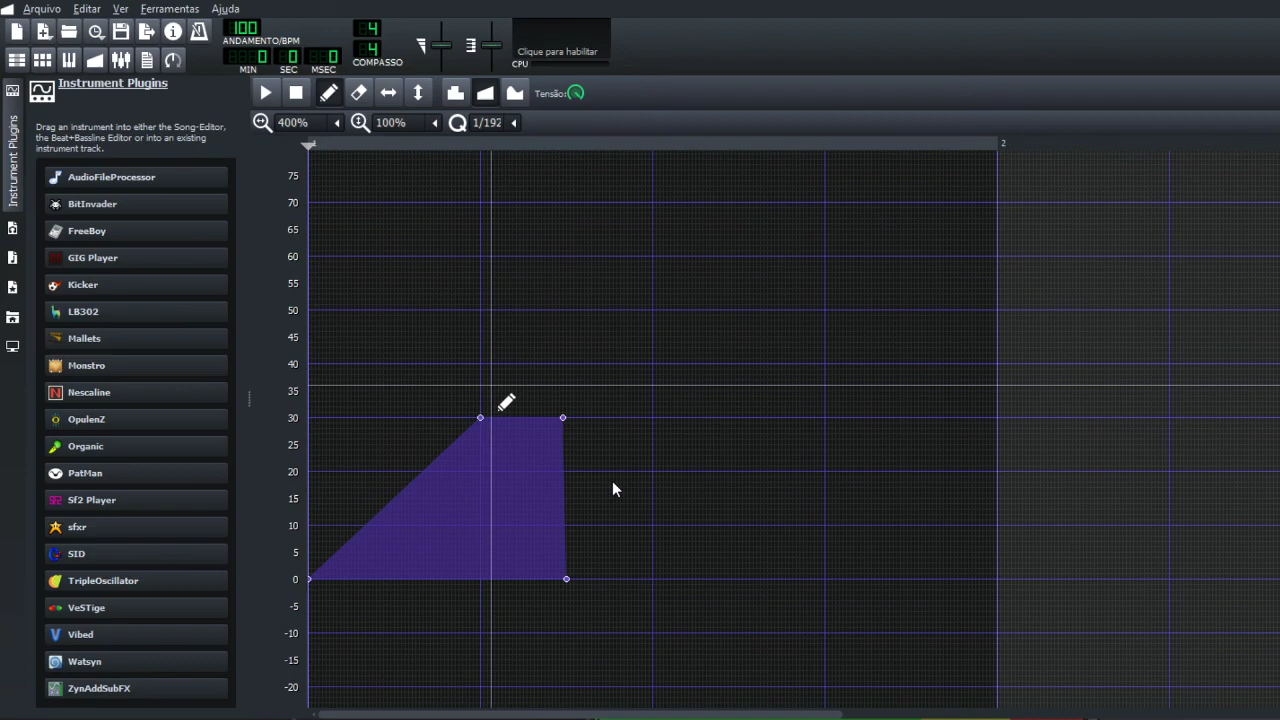 Arquivo Editar Ver Ferramentas Ajuda
100
ANDAMENTO/BPM
0 0 0
MIN SEC MSEC
4
4
COMPASSO
Clique para habilitar
CPU
Instrument Plugins
Instrument Plugins
Drag an instrument into either the Song-Editor,
the Beat+Bassline Editor or into an existing
instrument track.
AudioFileProcessor
BitInvader
FreeBoy
GIG Player
Kicker
LB302
Mallets
Monstro
Nescaline
OpulenZ
Organic
PatMan
Sf2 Player
sfxr
SID
TripleOscillator
VeSTige
Vibed
Watsyn
ZynAddSubFX
Tensão:
400% 100% 1/192
1 2
75
70
65
60
55
50
45
40
35
30
25
20
15
10
5
0
-5
-10
-15
-20